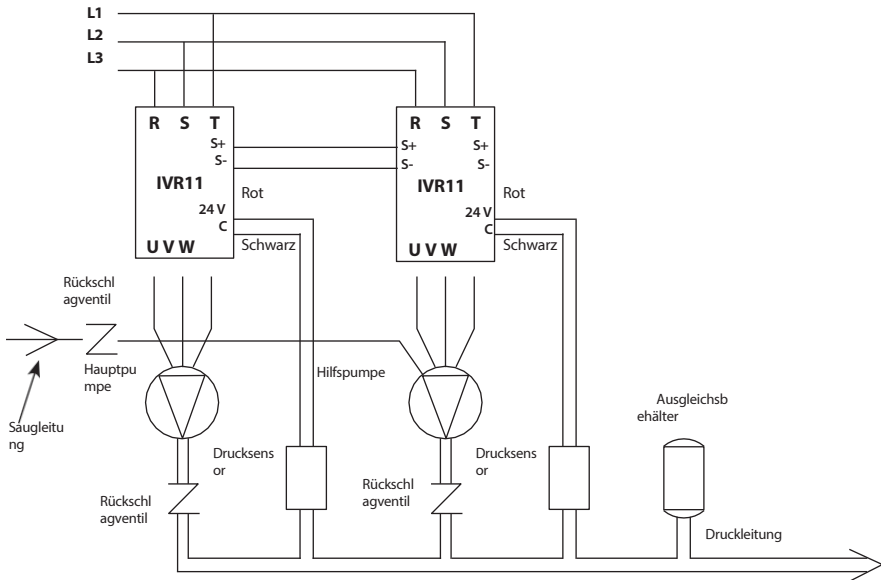 L1
L2
L3
R S T
S+
S-
IVR11
24 V
C
U V W
Rot
Schwarz
R S T
S+ S+
S- S-
IVR11
24 V
C
U V W
Rot
Schwarz
Rückschl
agventil
Hauptpu
mpe
Saugleitu
ng
Hilfspumpe
Ausgleichsb
ehälter
Drucksens
or
Drucksens
or
Rückschl
agventil
Rückschl
agventil
Druckleitung